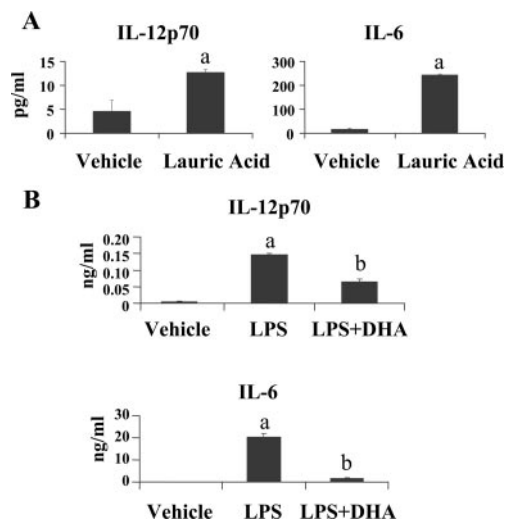 A
IL-12p70
IL-6
pg/ml
15
10
5
0
a
Vehicle
Lauric Acid
300
200
100
0
a
Vehicle
Lauric Acid
B
IL-12p70
ng/ml
0.20
0.15
0.10
0.05
0
a
b
Vehicle
LPS
LPS+DHA
IL-6
ng/ml
30
20
10
0
a
b
Vehicle
LPS
LPS+DHA